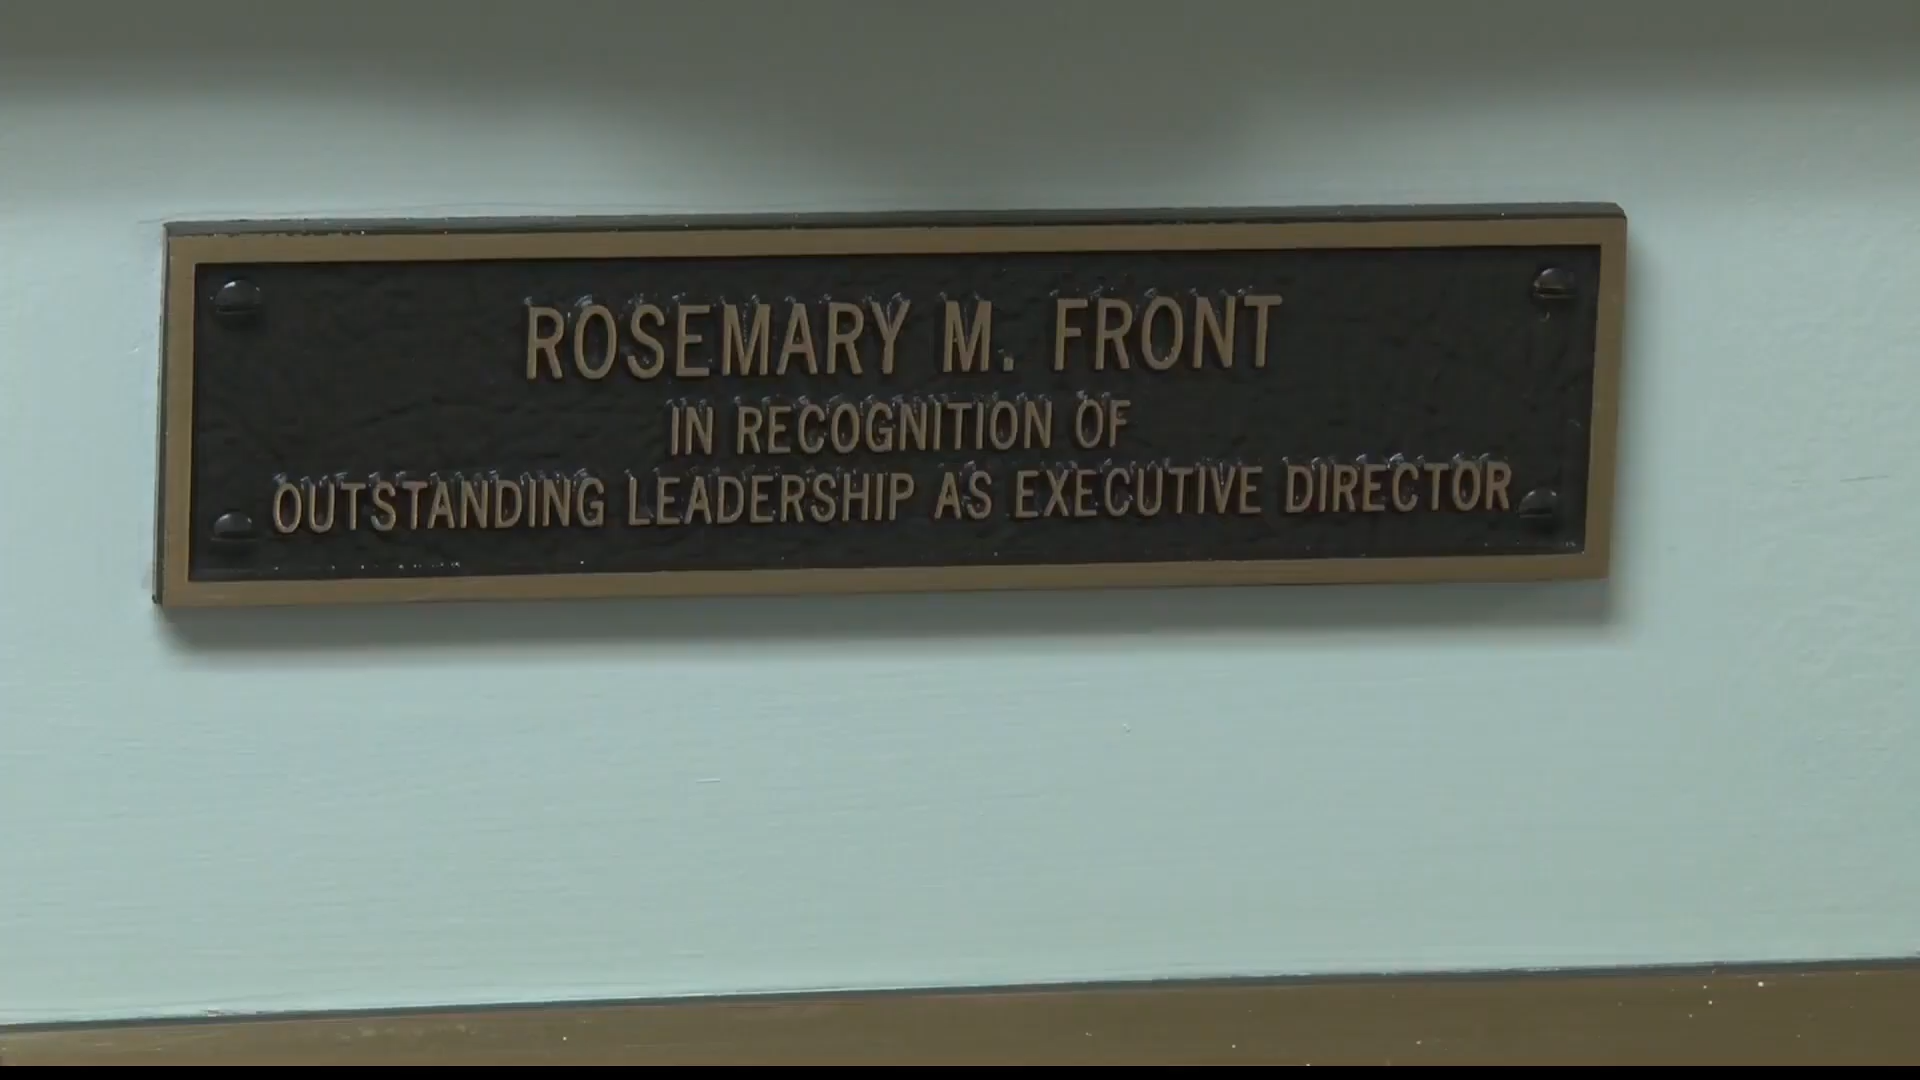 ROSEMARY M. FRONT
IN RECOGNITION OF
OUTSTANDING LEADERSHIP AS EXECUTIVE DIRECTOR